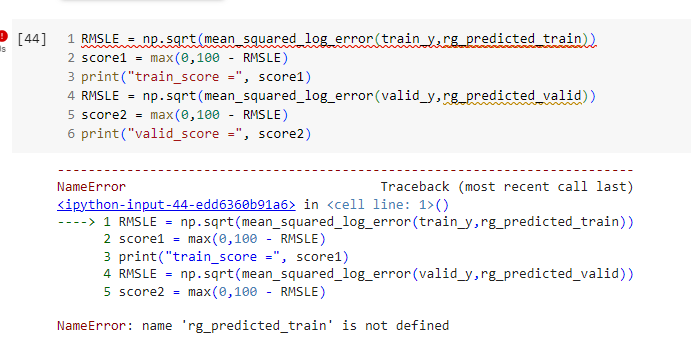 [44]
1 RMSLE = np.sqrt(mean_squared_log_error(train_y,rg_predicted_train))
2 score1 = max(0,100 - RMSLE)
3 print("train_score =", score1)
4 RMSLE = np.sqrt(mean_squared_log_error(valid_y,rg_predicted_valid))
5 score2 = max(0,100 - RMSLE)
6 print("valid_score =", score2)
---------------------------------------------------------------------------
NameError Traceback (most recent call last)
<ipython-input-44-edd6360b91a6> in <cell line: 1>()
----> 1 RMSLE = np.sqrt(mean_squared_log_error(train_y,rg_predicted_train))
2 score1 = max(0,100 - RMSLE)
3 print("train_score =", score1)
4 RMSLE = np.sqrt(mean_squared_log_error(valid_y,rg_predicted_valid))
5 score2 = max(0,100 - RMSLE)
NameError: name 'rg_predicted_train' is not defined